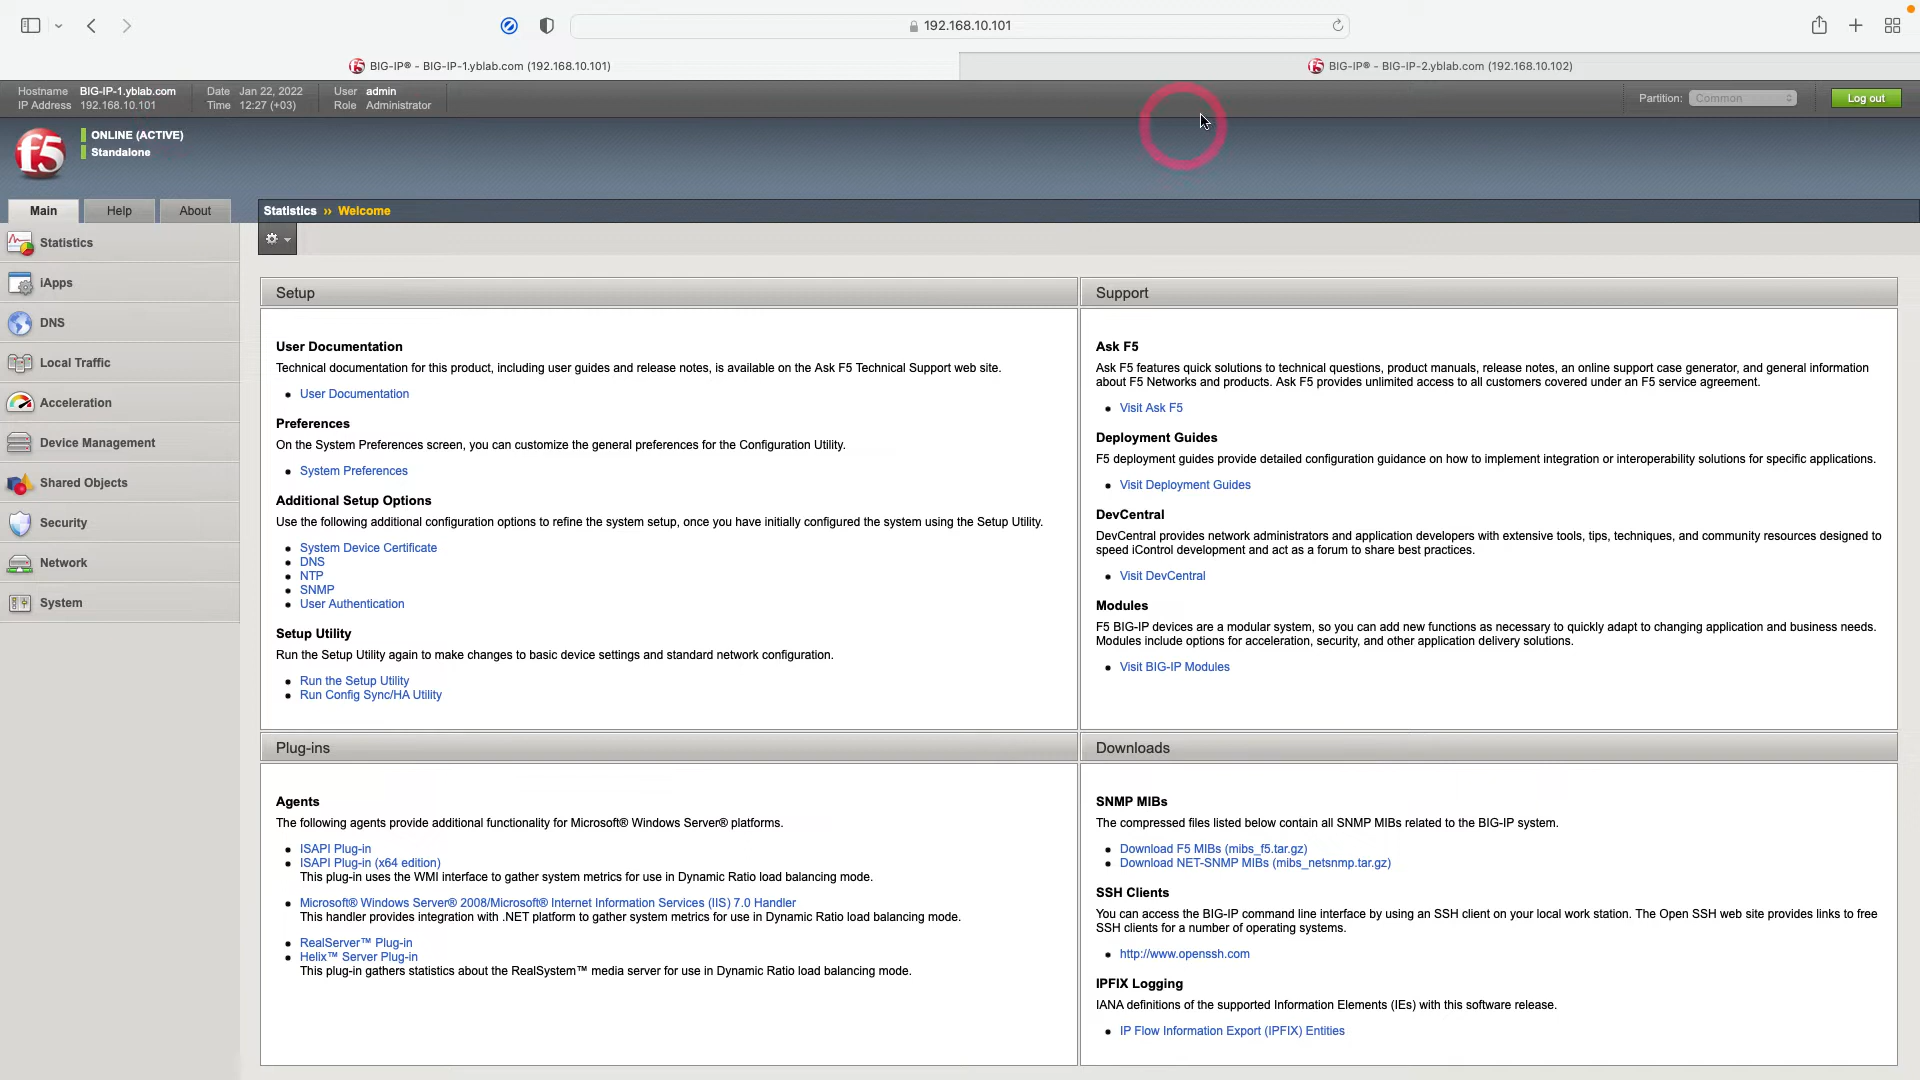 192.168.10.101
BIG-IP® - BIG-IP-1.yblab.com (192.168.10.101)
BIG-IP® - BIG-IP-2.yblab.com (192.168.10.102)
Hostname BIG-IP-1.yblab.com Date Jan 22, 2022 User admin
IP Address 192.168.10.101 Time 12:27 (+03) Role Administrator
Partition: Common Log out
f5
ONLINE (ACTIVE)
Standalone
Main Help About
Statistics
iApps
DNS
Local Traffic
Acceleration
Device Management
Shared Objects
Security
Network
System
Statistics » Welcome
Setup
User Documentation
Technical documentation for this product, including user guides and release notes, is available on the Ask F5 Technical Support web site.
User Documentation
Preferences
On the System Preferences screen, you can customize the general preferences for the Configuration Utility.
System Preferences
Additional Setup Options
Use the following additional configuration options to refine the system setup, once you have initially configured the system using the Setup Utility.
System Device Certificate
DNS
NTP
SNMP
User Authentication
Setup Utility
Run the Setup Utility again to make changes to basic device settings and standard network configuration.
Run the Setup Utility
Run Config Sync/HA Utility
Support
Ask F5
Ask F5 features quick solutions to technical questions, product manuals, release notes, an online support case generator, and general information
about F5 Networks and products. Ask F5 provides unlimited access to all customers covered under an F5 service agreement.
Visit Ask F5
Deployment Guides
F5 deployment guides provide detailed configuration guidance on how to implement integration or interoperability solutions for specific applications.
Visit Deployment Guides
DevCentral
DevCentral provides network administrators and application developers with extensive tools, tips, techniques, and community resources designed to
speed iControl development and act as a forum to share best practices.
Visit DevCentral
Modules
F5 BIG-IP devices are a modular system, so you can add new functions as necessary to quickly adapt to changing application and business needs.
Modules include options for acceleration, security, and other application delivery solutions.
Visit BIG-IP Modules
Plug-ins
Agents
The following agents provide additional functionality for Microsoft® Windows Server® platforms.
ISAPI Plug-in
ISAPI Plug-in (x64 edition)
This plug-in uses the WMI interface to gather system metrics for use in Dynamic Ratio load balancing mode.
Microsoft® Windows Server® 2008/Microsoft® Internet Information Services (IIS) 7.0 Handler
This handler provides integration with .NET platform to gather system metrics for use in Dynamic Ratio load balancing mode.
RealServer™ Plug-in
Helix™ Server Plug-in
This plug-in gathers statistics about the RealSystem™ media server for use in Dynamic Ratio load balancing mode.
Downloads
SNMP MIBs
The compressed files listed below contain all SNMP MIBs related to the BIG-IP system.
Download F5 MIBs (mibs_f5.tar.gz)
Download NET-SNMP MIBs (mibs_netsnmp.tar.gz)
SSH Clients
You can access the BIG-IP command line interface by using an SSH client on your local work station. The Open SSH web site provides links to free
SSH clients for a number of operating systems.
http://www.openssh.com
IPFIX Logging
IANA definitions of the supported Information Elements (IEs) with this software release.
IP Flow Information Export (IPFIX) Entities